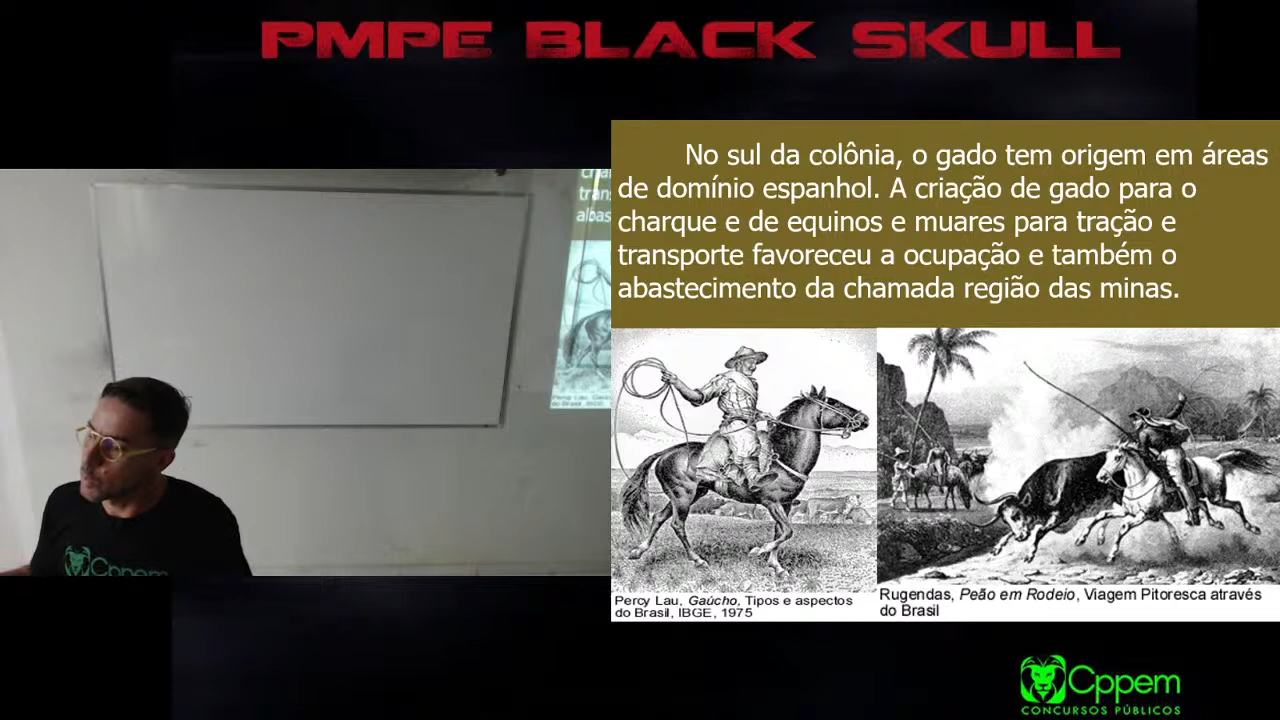 PMPE BLACK SKULL
No sul da colônia, o gado tem origem em áreas
de domínio espanhol. A criação de gado para o
charque e de equinos e muares para tração e
transporte favoreceu a ocupação e também o
abastecimento da chamada região das minas.
Percy Lau, Gaúcho, Tipos e aspectos
do Brasil, IBGE, 1975
Rugendas, Peão em Rodeio, Viagem Pitoresca através
do Brasil
Cppem
Cppem
CONCURSOS PÚBLICOS